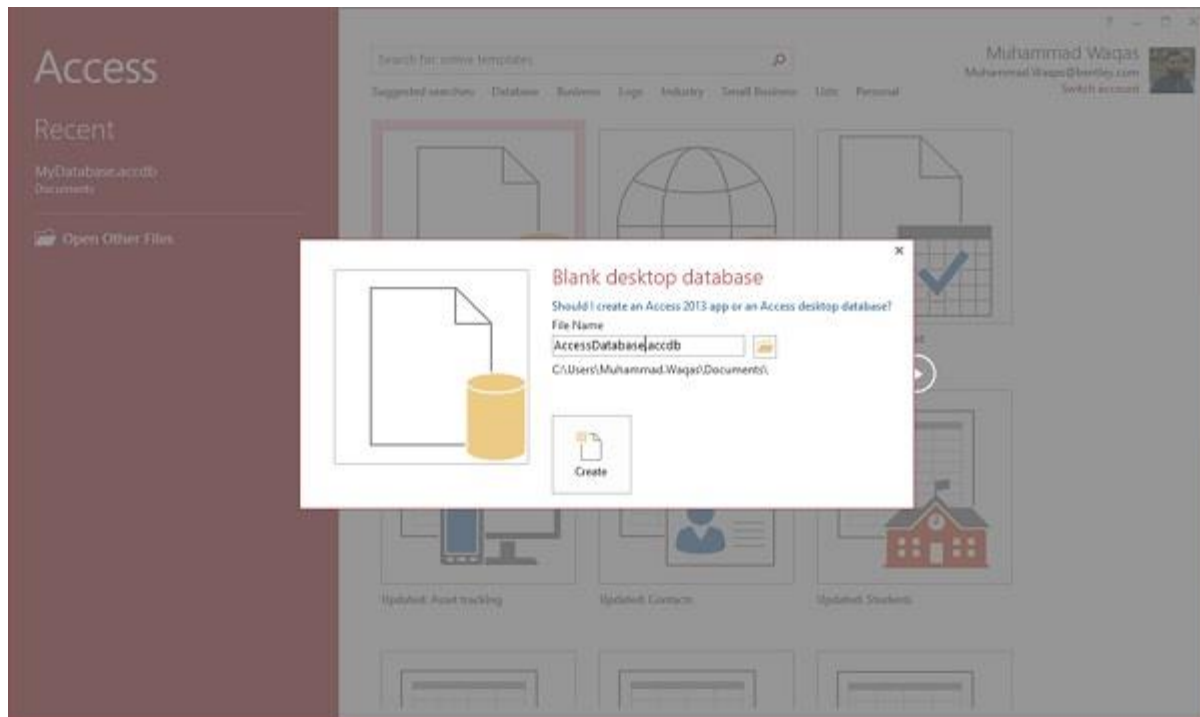 Access
Recent
MyDatabase.accdb
Documents
Open Other Files
Search for online templates
Suggested searches: Database Business Logs Industry Small Business Lists Personal
Muhammad Waqas
Muhammad.Waqas@bentley.com
Switch account
Blank desktop database
Should I create an Access 2013 app or an Access desktop database?
File Name
AccessDatabase.accdb
C:\Users\Muhammad.Waqas\Documents\
Create
Updated: Asset tracking
Updated: Contacts
Updated: Students